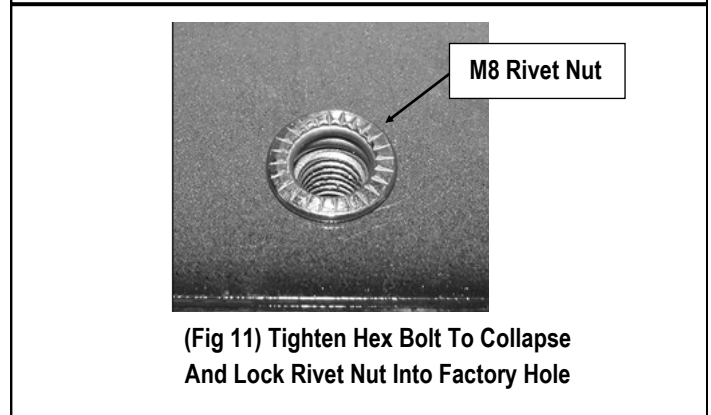 M8 Rivet Nut
(Fig 11) Tighten Hex Bolt To Collapse
And Lock Rivet Nut Into Factory Hole